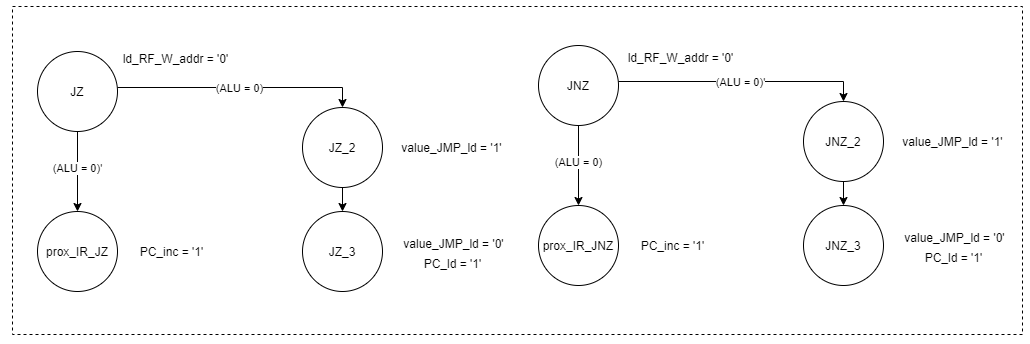 ld_RF_W_addr = '0'
JZ
(ALU = 0)
JZ_2
value_JMP_ld = '1'
(ALU = 0)'
prox_IR_JZ
PC_inc = '1'
JZ_3
value_JMP_ld = '0'
PC_ld = '1'
ld_RF_W_addr = '0'
JNZ
(ALU = 0)'
JNZ_2
value_JMP_ld = '1'
(ALU = 0)
prox_IR_JNZ
PC_inc = '1'
JNZ_3
value_JMP_ld = '0'
PC_ld = '1'